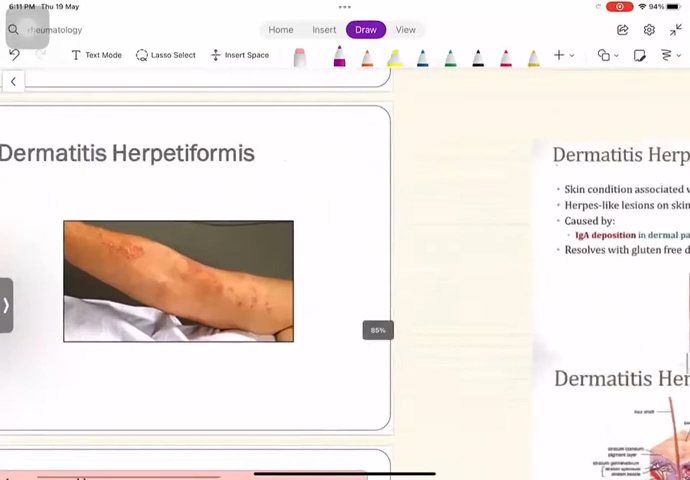 6:11 PM Thu 19 May
94%
rheumatology
Home Insert Draw View
Text Mode Lasso Select Insert Space
Dermatitis Herpetiformis
85%
Dermatitis Herp
Skin condition associated
Herpes-like lesions on skin
Caused by:
IgA deposition in dermal pa
Resolves with gluten free d
Dermatitis Her